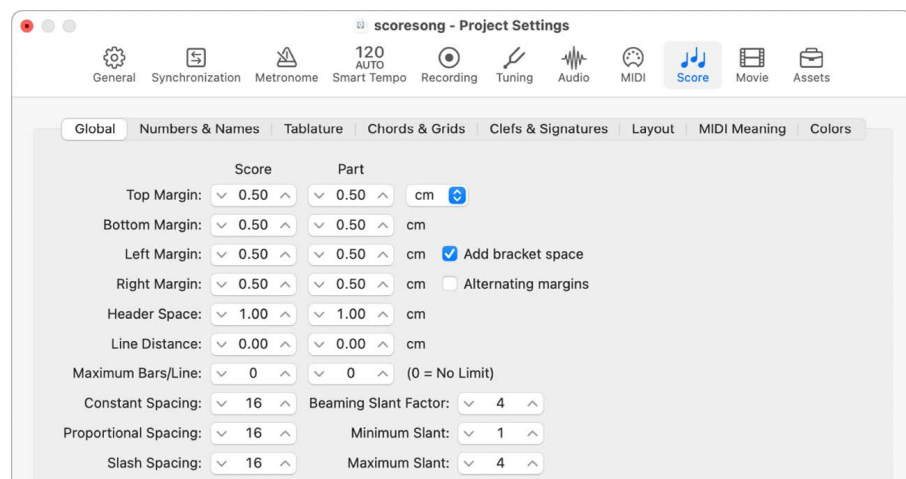 scoresong - Project Settings
120
AUTO
General Synchronization Metronome Smart Tempo Recording Tuning Audio MIDI Score Movie Assets
Global Numbers & Names Tablature Chords & Grids Clefs & Signatures Layout MIDI Meaning Colors
Score Part
Top Margin: 0.50 0.50 cm
Bottom Margin: 0.50 0.50 cm
Left Margin: 0.50 0.50 cm Add bracket space
Right Margin: 0.50 0.50 cm Alternating margins
Header Space: 1.00 1.00 cm
Line Distance: 0.00 0.00 cm
Maximum Bars/Line: 0 0 (0 = No Limit)
Constant Spacing: 16 Beaming Slant Factor: 4
Proportional Spacing: 16 Minimum Slant: 1
Slash Spacing: 16 Maximum Slant: 4